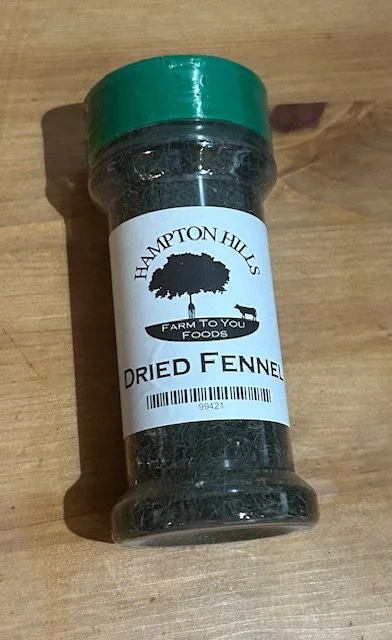 HAMPTON HILLS
FARM TO YOU
FOODS
DRIED FENNEL
99421